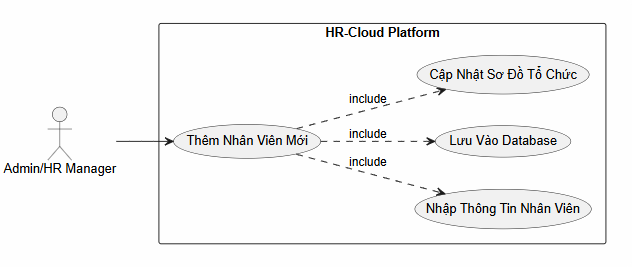 HR-Cloud Platform
Cập Nhật Sơ Đồ Tổ Chức
include
Thêm Nhân Viên Mới
include
Lưu Vào Database
include
Admin/HR Manager
Nhập Thông Tin Nhân Viên